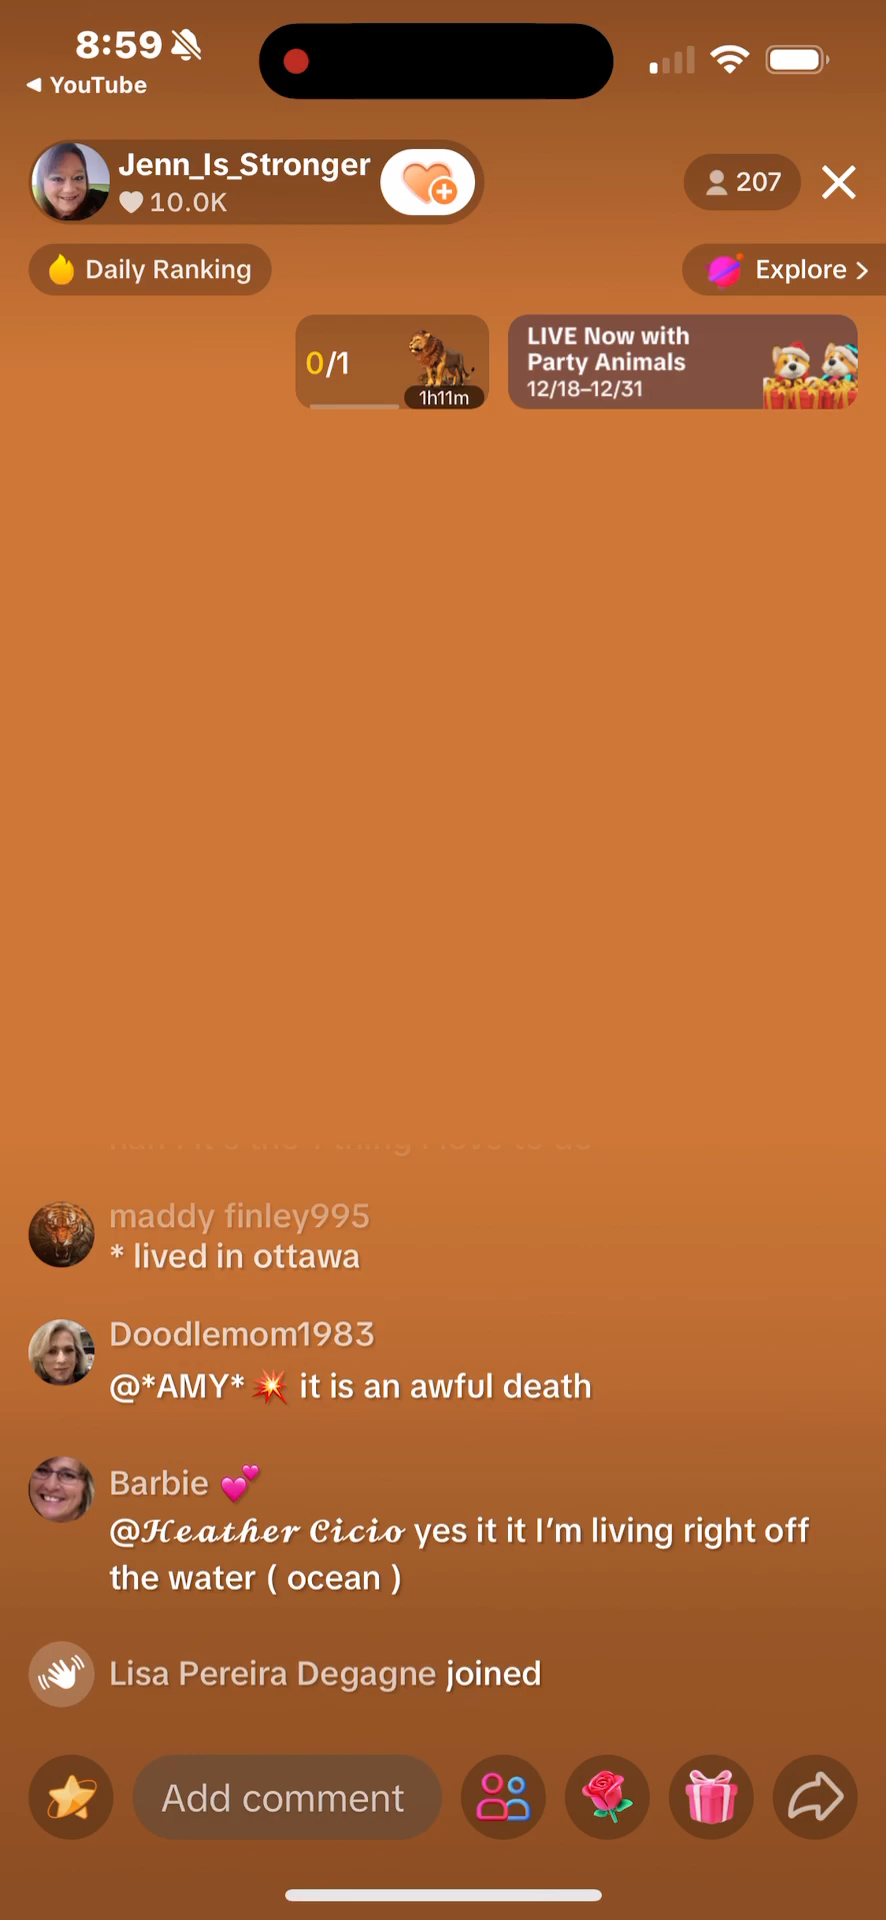 8:59
◀ YouTube
Jenn_Is_Stronger
10.0K
207
Daily Ranking
Explore >
0/1
1h11m
LIVE Now with
Party Animals
12/18–12/31
maddy finley995
* lived in ottawa
Doodlemom1983
@*AMY* 💥 it is an awful death
Barbie 💕
@𝓗𝓮𝓪𝓽𝓱𝓮𝓻 𝓒𝓲𝓬𝓲𝓸 yes it it I’m living right off
the water ( ocean )
Lisa Pereira Degagne joined
Add comment